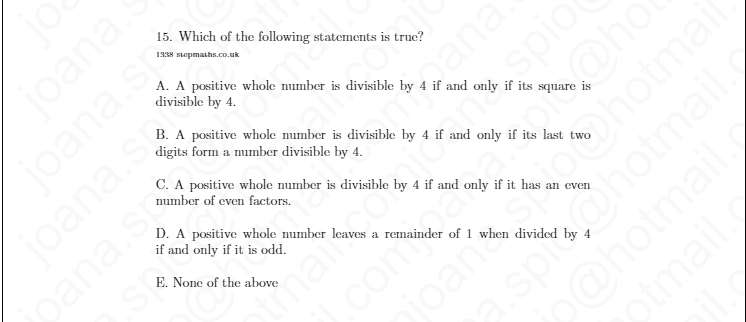 15. Which of the following statements is true?
1338 stepmaths.co.uk
A. A positive whole number is divisible by 4 if and only if its square is
divisible by 4.
B. A positive whole number is divisible by 4 if and only if its last two
digits form a number divisible by 4.
C. A positive whole number is divisible by 4 if and only if it has an even
number of even factors.
D. A positive whole number leaves a remainder of 1 when divided by 4
if and only if it is odd.
E. None of the above